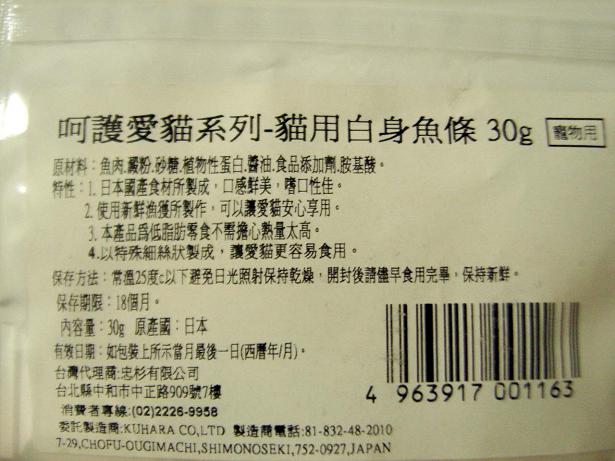 呵護愛貓系列-貓用白身魚條 30g 寵物用
原材料：魚肉.澱粉.砂糖.植物性蛋白.醬油.食品添加劑.胺基酸。
特性：1. 日本國產食材所製成，口感鮮美，嗜口性佳。
2. 使用新鮮漁獲所製作，可以讓愛貓安心享用。
3. 本產品為低脂肪零食不需擔心熱量太高。
4.以特殊細絲狀製成，讓愛貓更容易食用。
保存方法：常溫25度c以下避免日光照射保持乾燥，開封後請儘早食用完畢，保持新鮮。
保存期限：18個月。
內容量：30g 原產國：日本
有效日期：如包裝上所示當月最後一日(西曆年/月)。
台灣代理商:忠杉有限公司
台北縣中和市中正路909號7樓
消費者專線:(02)2226-9958
委託製造商:KUHARA CO,LTD 製造商電話:81-832-48-2010
7-29,CHOFU-OUGIMACHI,SHIMONOSEKI,752-0927,JAPAN
4 963917 001163